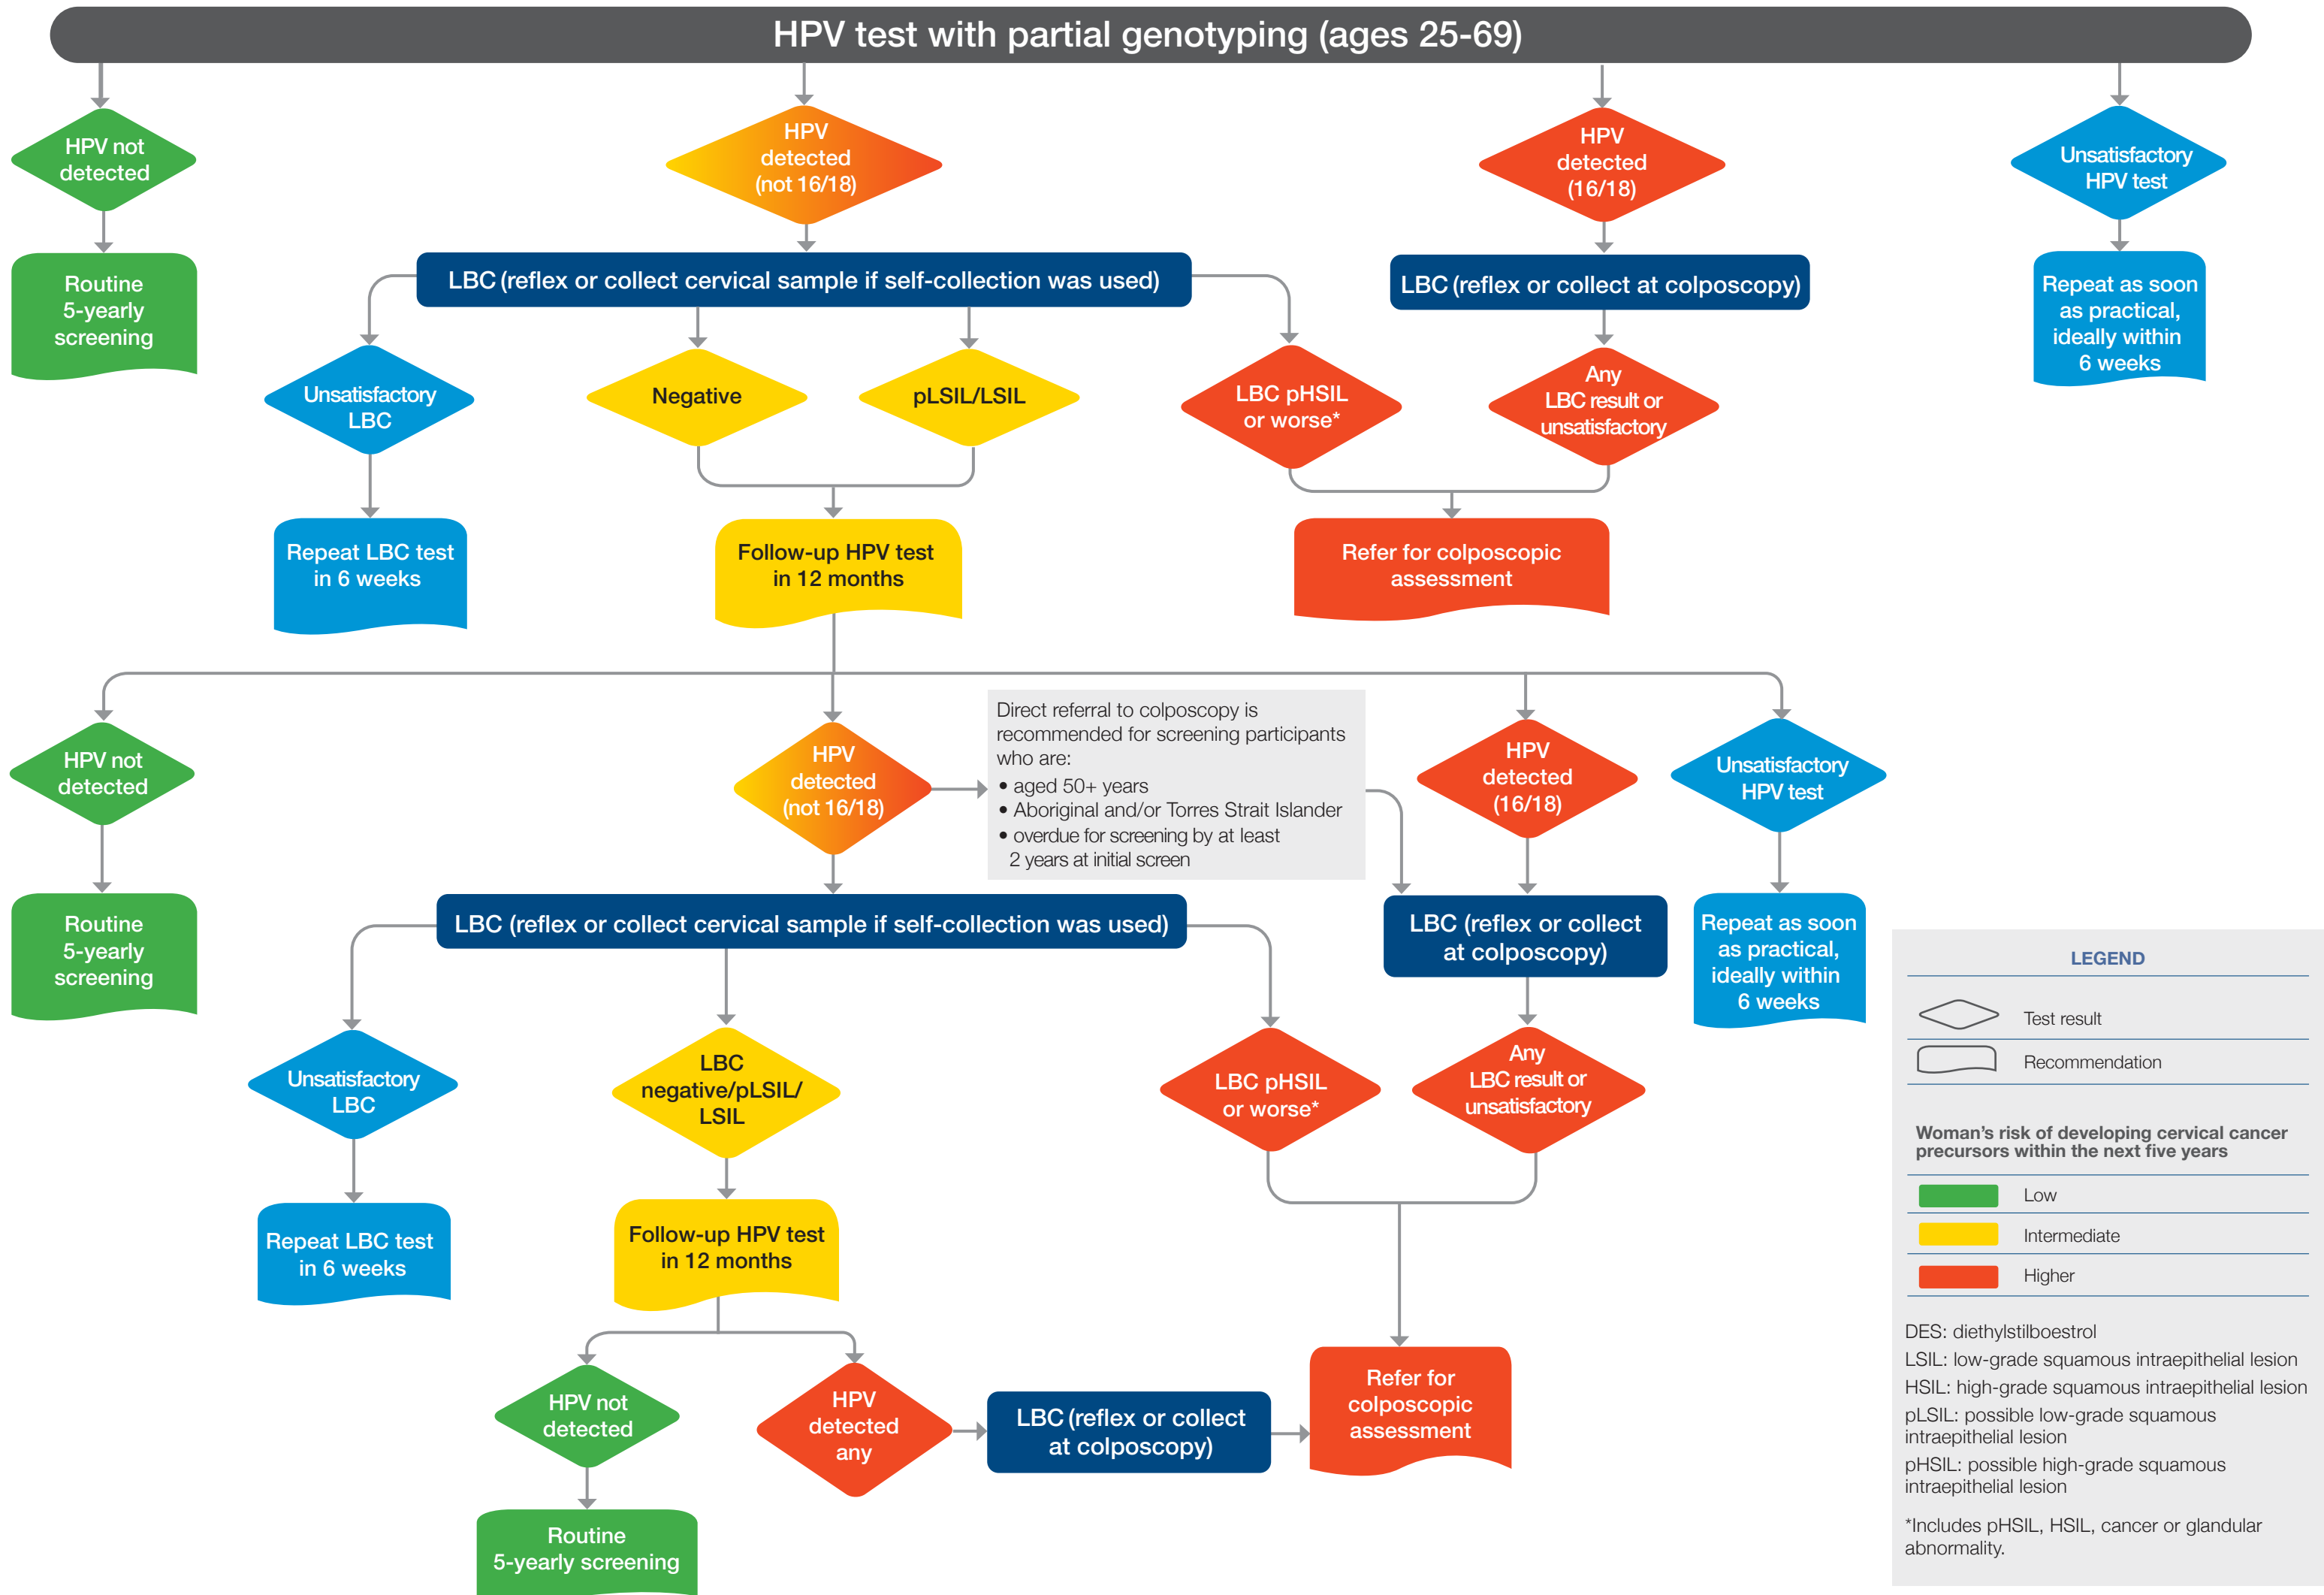 HPV test with partial genotyping (ages 25-69)
HPV not
detected
HPV
detected
(not 16/18)
HPV
detected
(16/18)
Unsatisfactory
HPV test
Routine
5-yearly
screening
LBC (reflex or collect cervical sample if self-collection was used)
LBC (reflex or collect at colposcopy)
Repeat as soon
as practical,
ideally within
6 weeks
Unsatisfactory
LBC
Negative
pLSIL/LSIL
LBC pHSIL
or worse*
Any
LBC result or
unsatisfactory
Repeat LBC test
in 6 weeks
Follow-up HPV test
in 12 months
Refer for colposcopic
assessment
HPV not
detected
HPV
detected
(not 16/18)
Direct referral to colposcopy is
recommended for screening participants
who are:
• aged 50+ years
• Aboriginal and/or Torres Strait Islander
• overdue for screening by at least
2 years at initial screen
HPV
detected
(16/18)
Unsatisfactory
HPV test
Routine
5-yearly
screening
LBC (reflex or collect cervical sample if self-collection was used)
LBC (reflex or collect
at colposcopy)
Repeat as soon
as practical,
ideally within
6 weeks
Unsatisfactory
LBC
LBC
negative/pLSIL/
LSIL
LBC pHSIL
or worse*
Any
LBC result or
unsatisfactory
Repeat LBC test
in 6 weeks
Follow-up HPV test
in 12 months
HPV not
detected
HPV
detected
any
LBC (reflex or collect
at colposcopy)
Refer for
colposcopic
assessment
Routine
5-yearly screening
LEGEND
Test result
Recommendation
Woman's risk of developing cervical cancer
precursors within the next five years
Low
Intermediate
Higher
DES: diethylstilboestrol
LSIL: low-grade squamous intraepithelial lesion
HSIL: high-grade squamous intraepithelial lesion
pLSIL: possible low-grade squamous
intraepithelial lesion
pHSIL: possible high-grade squamous
intraepithelial lesion
*Includes pHSIL, HSIL, cancer or glandular
abnormality.